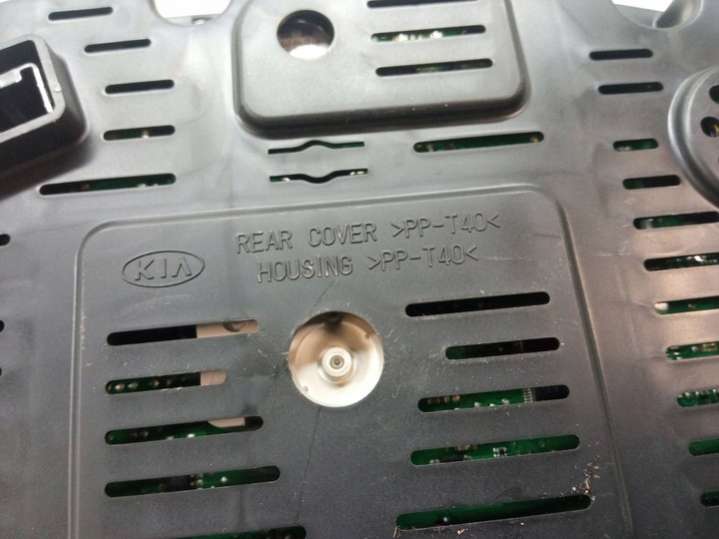 KIA
REAR COVER >PP-T40<
HOUSING >PP-T40<